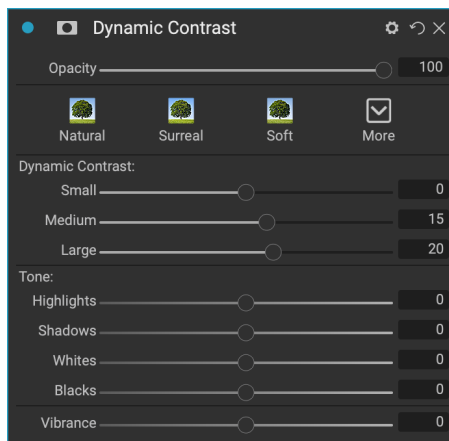 Dynamic Contrast
Opacity 100
Natural Surreal Soft More
Dynamic Contrast:
Small 0
Medium 15
Large 20
Tone:
Highlights 0
Shadows 0
Whites 0
Blacks 0
Vibrance 0